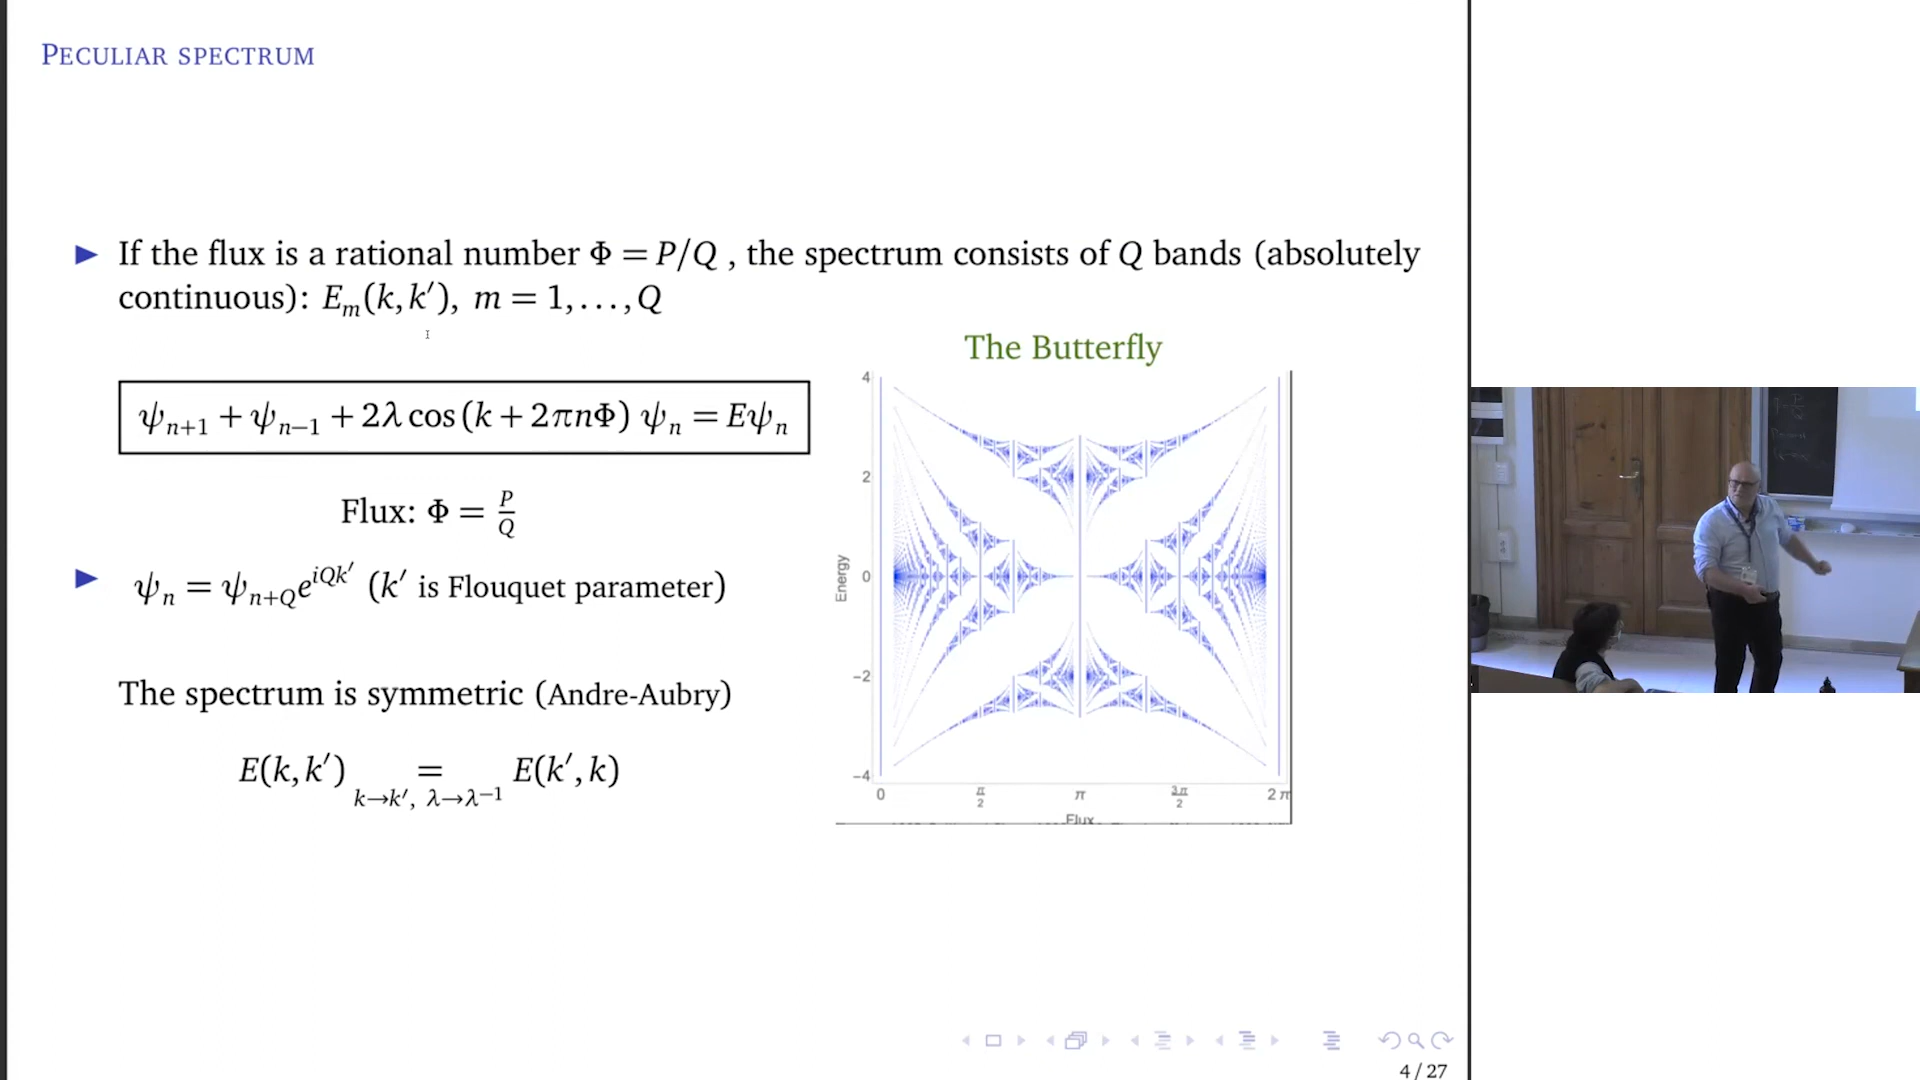 PECULIAR SPECTRUM
If the flux is a rational number Φ = P/Q , the spectrum consists of Q bands (absolutely
continuous): E_m(k, k′), m = 1, . . . , Q
ψ_{n+1} + ψ_{n−1} + 2λ cos (k + 2πnΦ) ψ_n = Eψ_n
Flux: Φ = P/Q
ψ_n = ψ_{n+Q}e^{iQk′} (k′ is Flouquet parameter)
The spectrum is symmetric (Andre-Aubry)
E(k, k′) = E(k′, k)
k→k′, λ→λ^{−1}
The Butterfly
4
2
0
−2
−4
Energy
0
π/2
π
3π/2
2 π
Flux
4 / 27